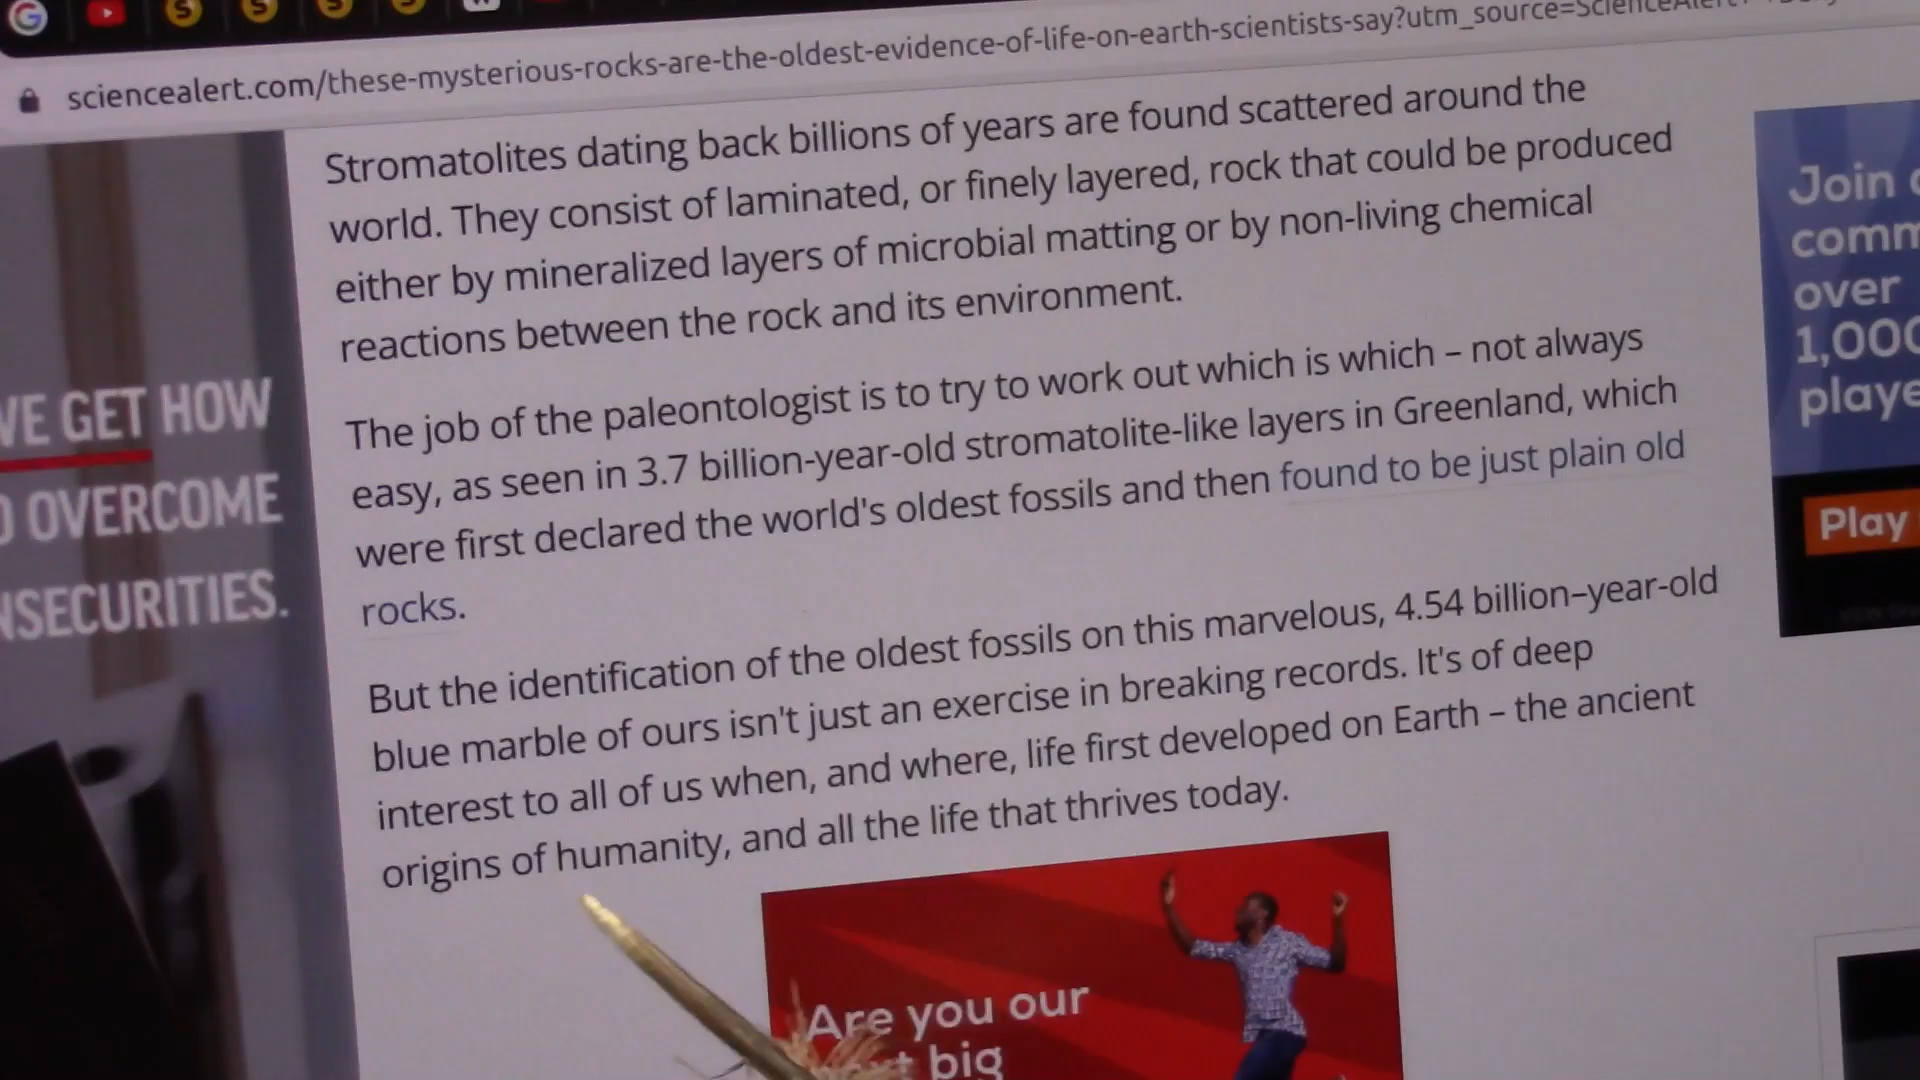 sciencealert.com/these-mysterious-rocks-are-the-oldest-evidence-of-life-on-earth-scientists-say?utm_source=ScienceAlert
Stromatolites dating back billions of years are found scattered around the
world. They consist of laminated, or finely layered, rock that could be produced
either by mineralized layers of microbial matting or by non-living chemical
reactions between the rock and its environment.
The job of the paleontologist is to try to work out which is which – not always
easy, as seen in 3.7 billion-year-old stromatolite-like layers in Greenland, which
were first declared the world's oldest fossils and then found to be just plain old
rocks.
But the identification of the oldest fossils on this marvelous, 4.54 billion–year-old
blue marble of ours isn't just an exercise in breaking records. It's of deep
interest to all of us when, and where, life first developed on Earth – the ancient
origins of humanity, and all the life that thrives today.
GET HOW
OVERCOME
NSECURITIES.
Join
comm
over
1,000
playe
Play
Are you our
big